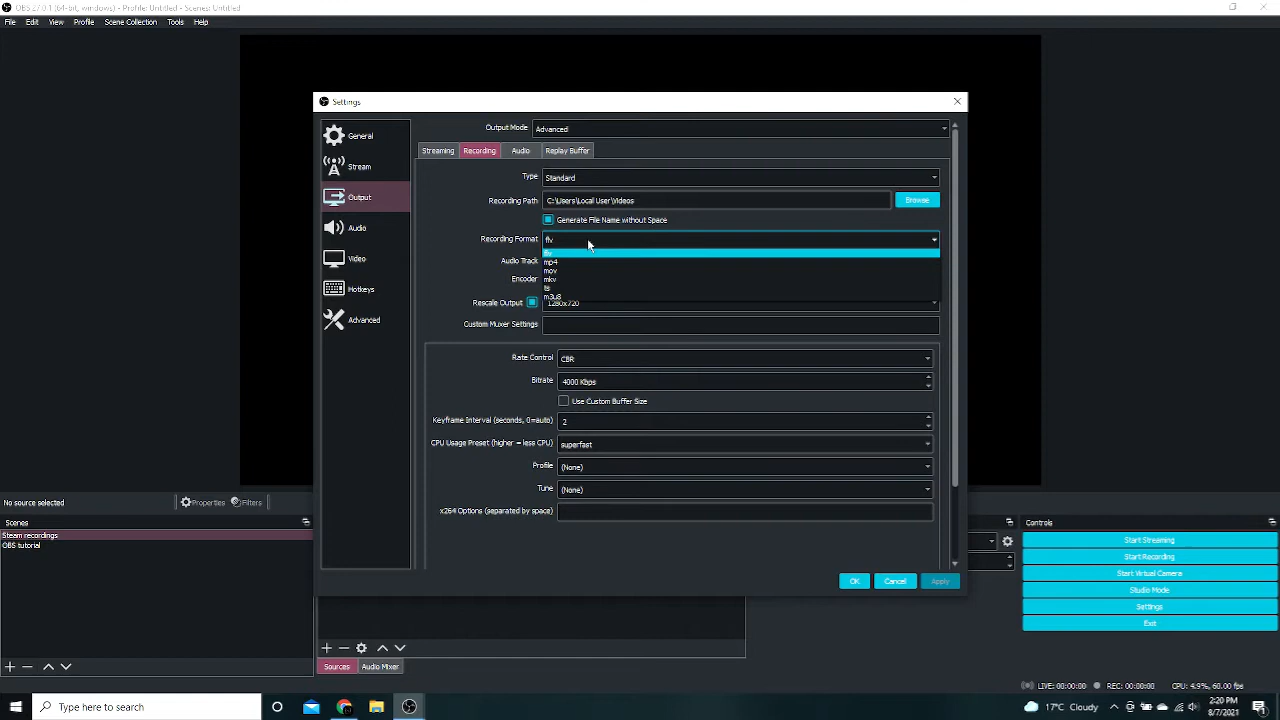 OBS 27.0.1 (64-bit, windows) - Profile: Untitled - Scenes: Untitled
File Edit View Profile Scene Collection Tools Help
Settings
General
Stream
Output
Audio
Video
Hotkeys
Advanced
Output Mode Advanced
Streaming Recording Audio Replay Buffer
Type Standard
Recording Path C:\Users\Local User\Videos Browse
Generate File Name without Space
Recording Format flv
flv
mp4
mov
mkv
ts
m3u8
Audio Track
Encoder
Rescale Output 1280x720
Custom Muxer Settings
Rate Control CBR
Bitrate 4000 Kbps
Use Custom Buffer Size
Keyframe Interval (seconds, 0=auto) 2
CPU Usage Preset (higher = less CPU) superfast
Profile (None)
Tune (None)
x264 Options (separated by space)
OK Cancel Apply
No source selected Properties Filters
Scenes
Steam recordings
OBS tutorial
Sources Audio Mixer
Controls
Start Streaming
Start Recording
Start Virtual Camera
Studio Mode
Settings
Exit
LIVE: 00:00:00 REC: 00:00:00 CPU: 4.9%, 60.00 fps
Type here to search
17°C Cloudy
2:20 PM
8/7/2021